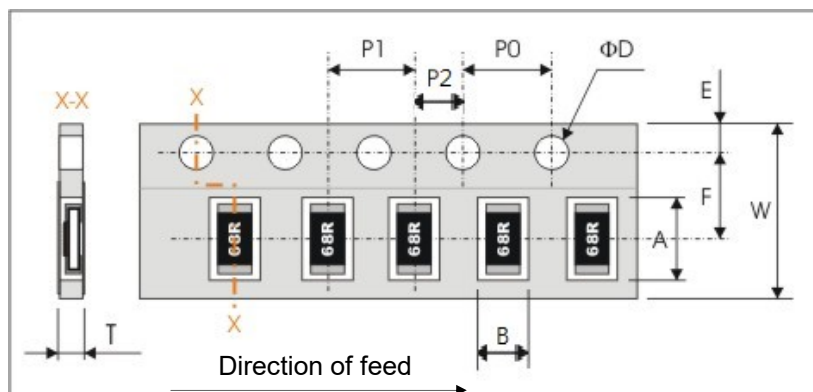 P1
P0
ΦD
P2
E
X-X
X
F
W
68R
68R
68R
68R
68R
A
X
B
T
Direction of feed